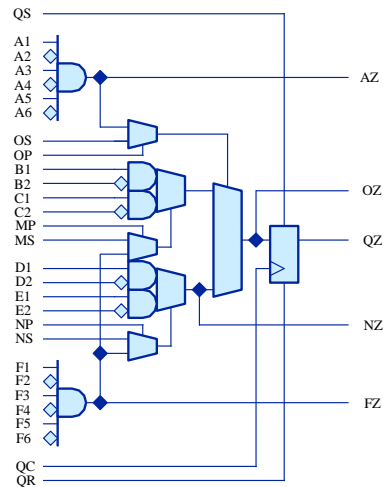 QS
A1
A2
A3
AZ
A4
A5
A6
OS
OP
B1
B2
OZ
C1
C2
MP
MS
QZ
D1
D2
E1
E2
NP
NZ
NS
F1
F2
F3
FZ
F4
F5
F6
QC
QR